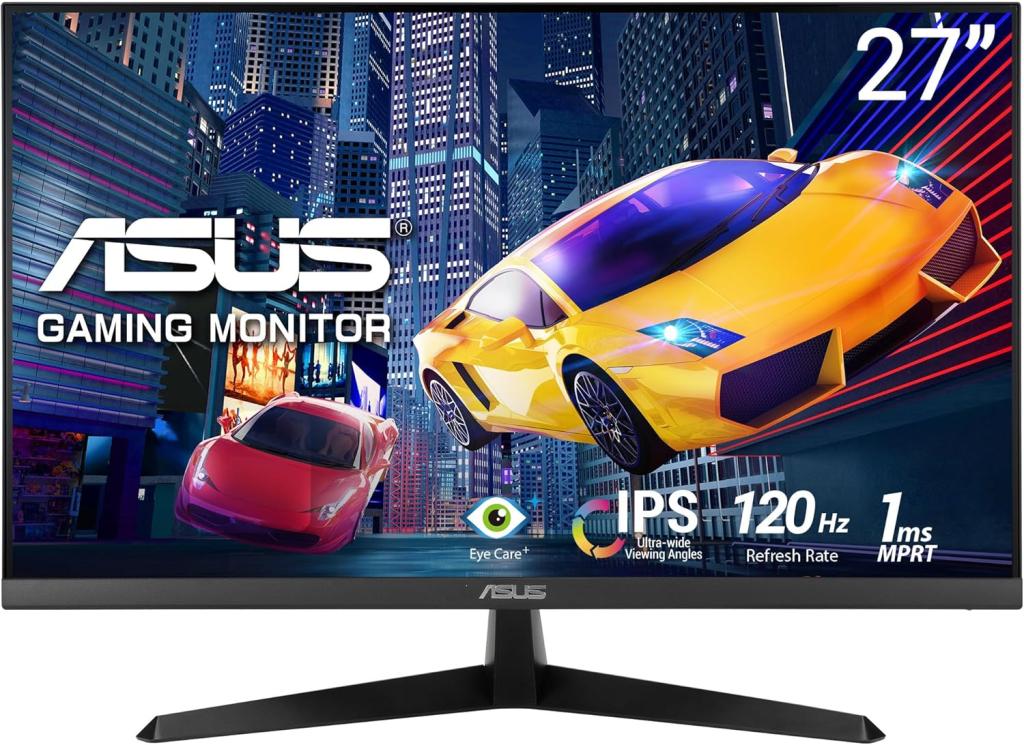 27”
ASUS®
GAMING MONITOR
Eye Care+
IPS
Ultra-wide
Viewing Angles
120 Hz
Refresh Rate
1ms
MPRT
ASUS